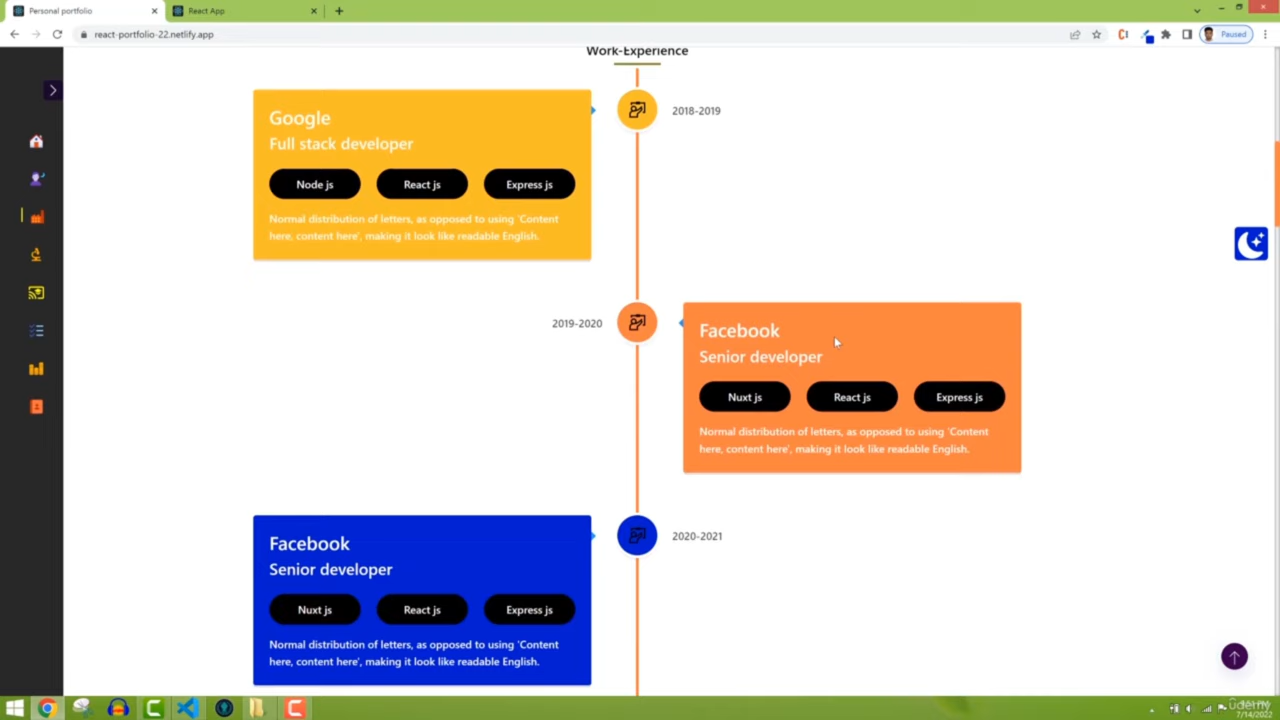 Personal portfolio
React App
react-portfolio-22.netlify.app
Paused
Work-Experience
Google
Full stack developer
Node js
React js
Express js
Normal distribution of letters, as opposed to using 'Content
here, content here', making it look like readable English.
2018-2019
2019-2020
Facebook
Senior developer
Nuxt js
React js
Express js
Normal distribution of letters, as opposed to using 'Content
here, content here', making it look like readable English.
Facebook
Senior developer
Nuxt js
React js
Express js
Normal distribution of letters, as opposed to using 'Content
here, content here', making it look like readable English.
2020-2021
Udemy
7/14/2022